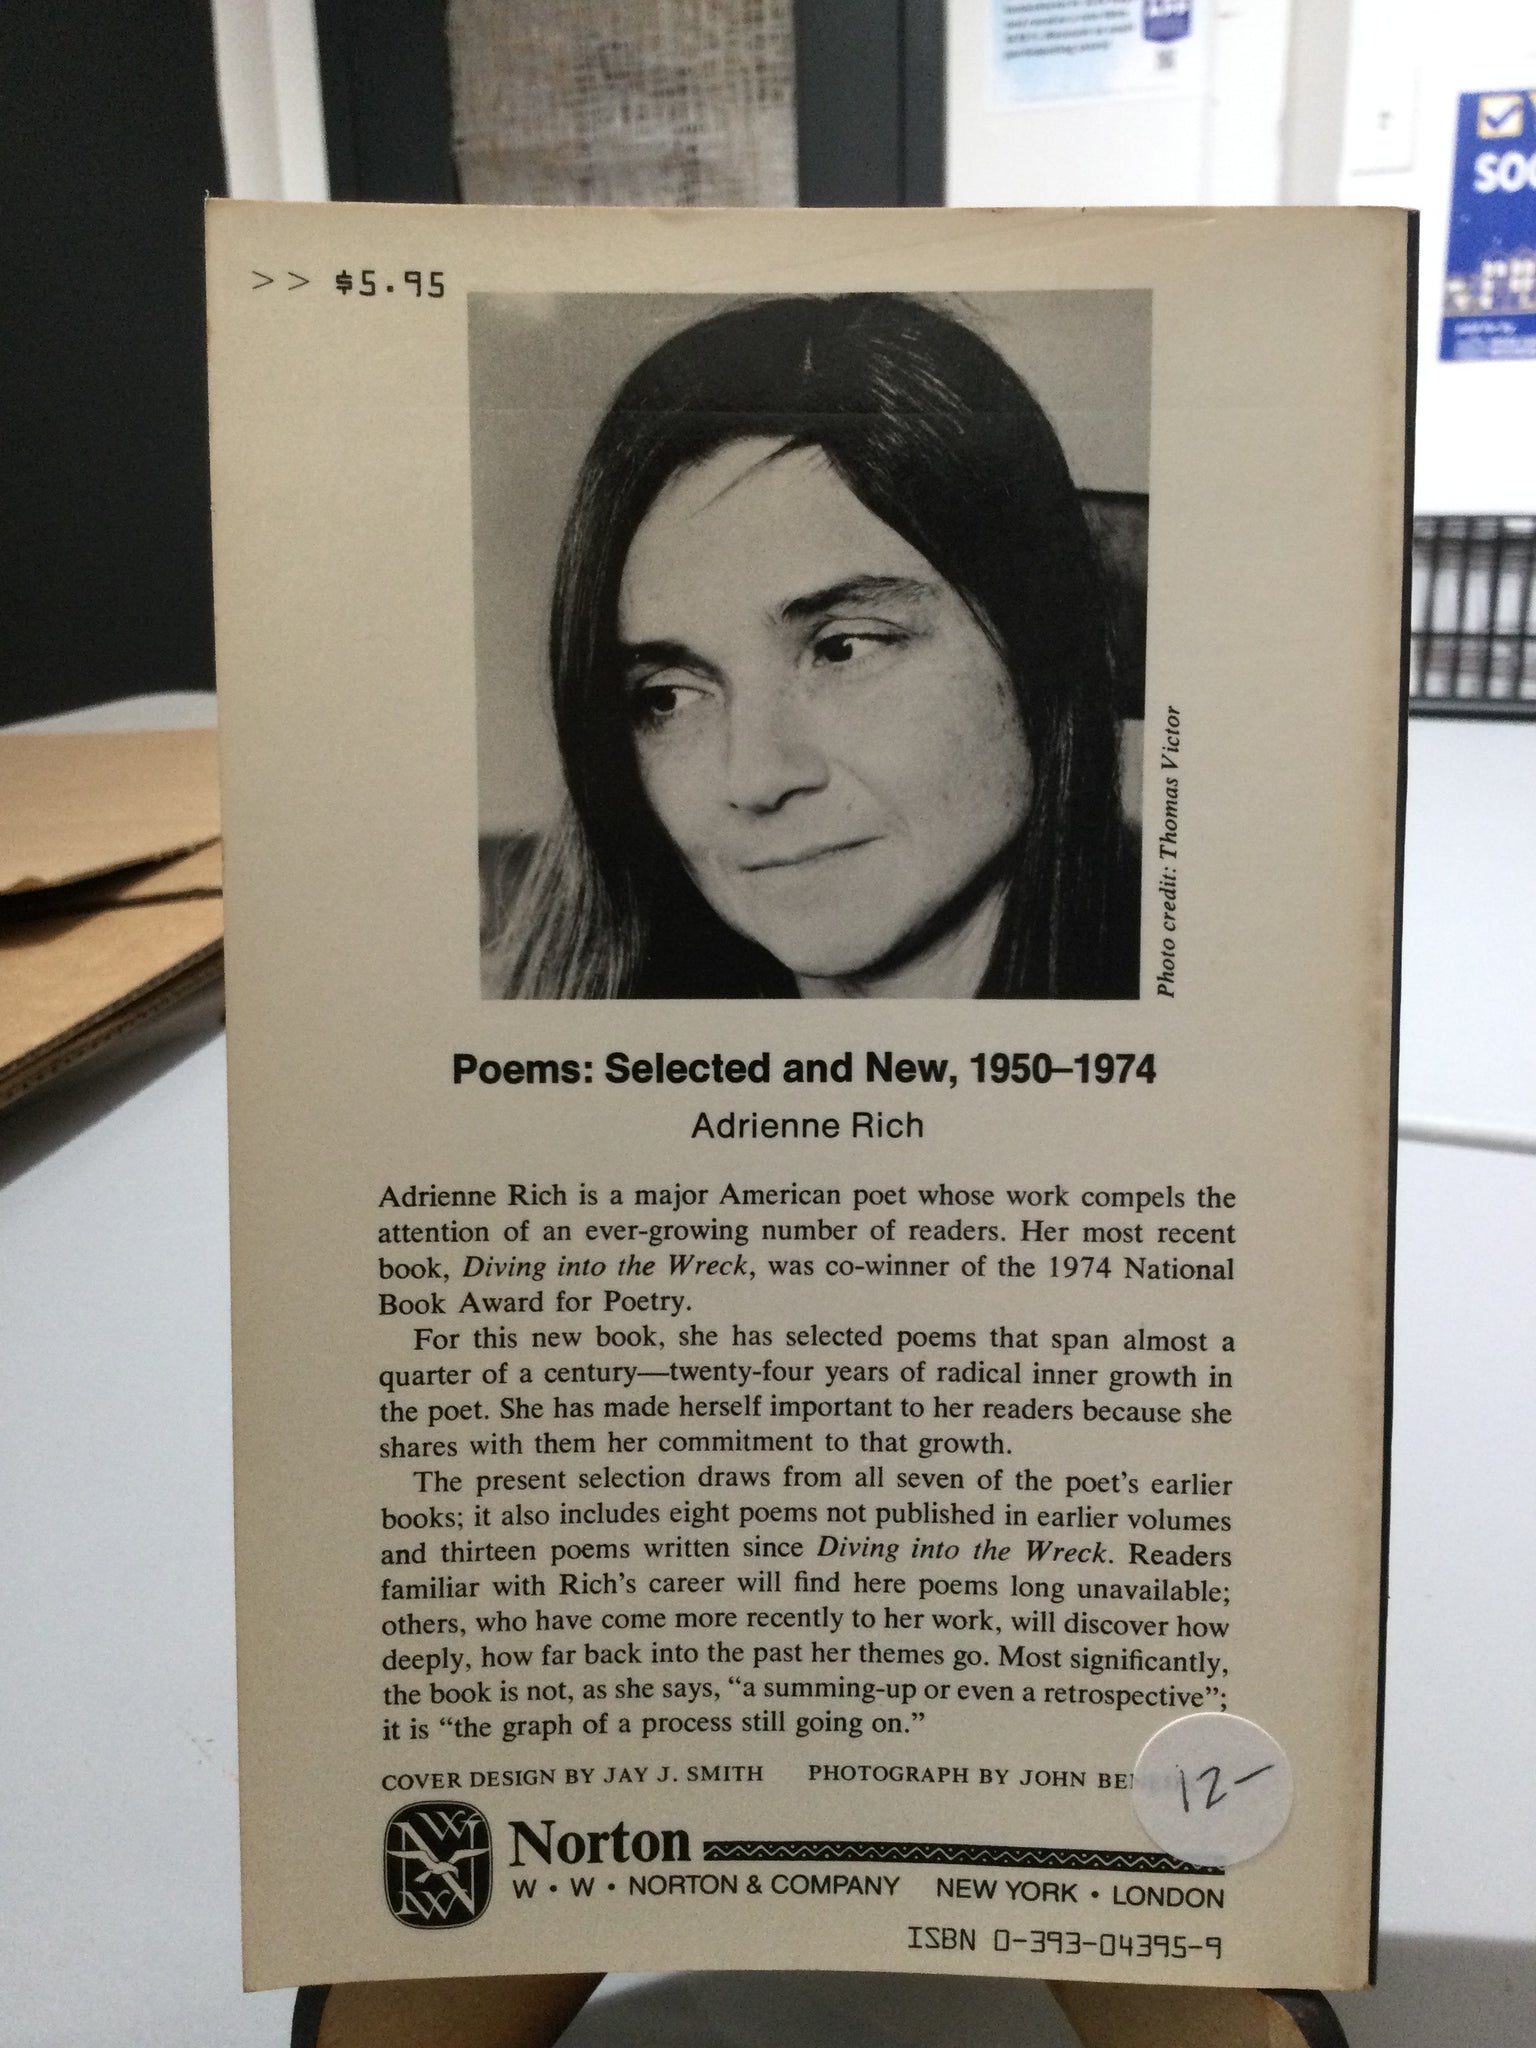 >> $5.95
Photo credit: Thomas Victor
Poems: Selected and New, 1950–1974
Adrienne Rich
Adrienne Rich is a major American poet whose work compels the
attention of an ever-growing number of readers. Her most recent
book, Diving into the Wreck, was co-winner of the 1974 National
Book Award for Poetry.
For this new book, she has selected poems that span almost a
quarter of a century—twenty-four years of radical inner growth in
the poet. She has made herself important to her readers because she
shares with them her commitment to that growth.
The present selection draws from all seven of the poet's earlier
books; it also includes eight poems not published in earlier volumes
and thirteen poems written since Diving into the Wreck. Readers
familiar with Rich's career will find here poems long unavailable;
others, who have come more recently to her work, will discover how
deeply, how far back into the past her themes go. Most significantly,
the book is not, as she says, “a summing-up or even a retrospective”;
it is “the graph of a process still going on.”
COVER DESIGN BY JAY J. SMITH PHOTOGRAPH BY JOHN
12–
Norton
W • W • NORTON & COMPANY NEW YORK • LONDON
ISBN 0-393-04395-9